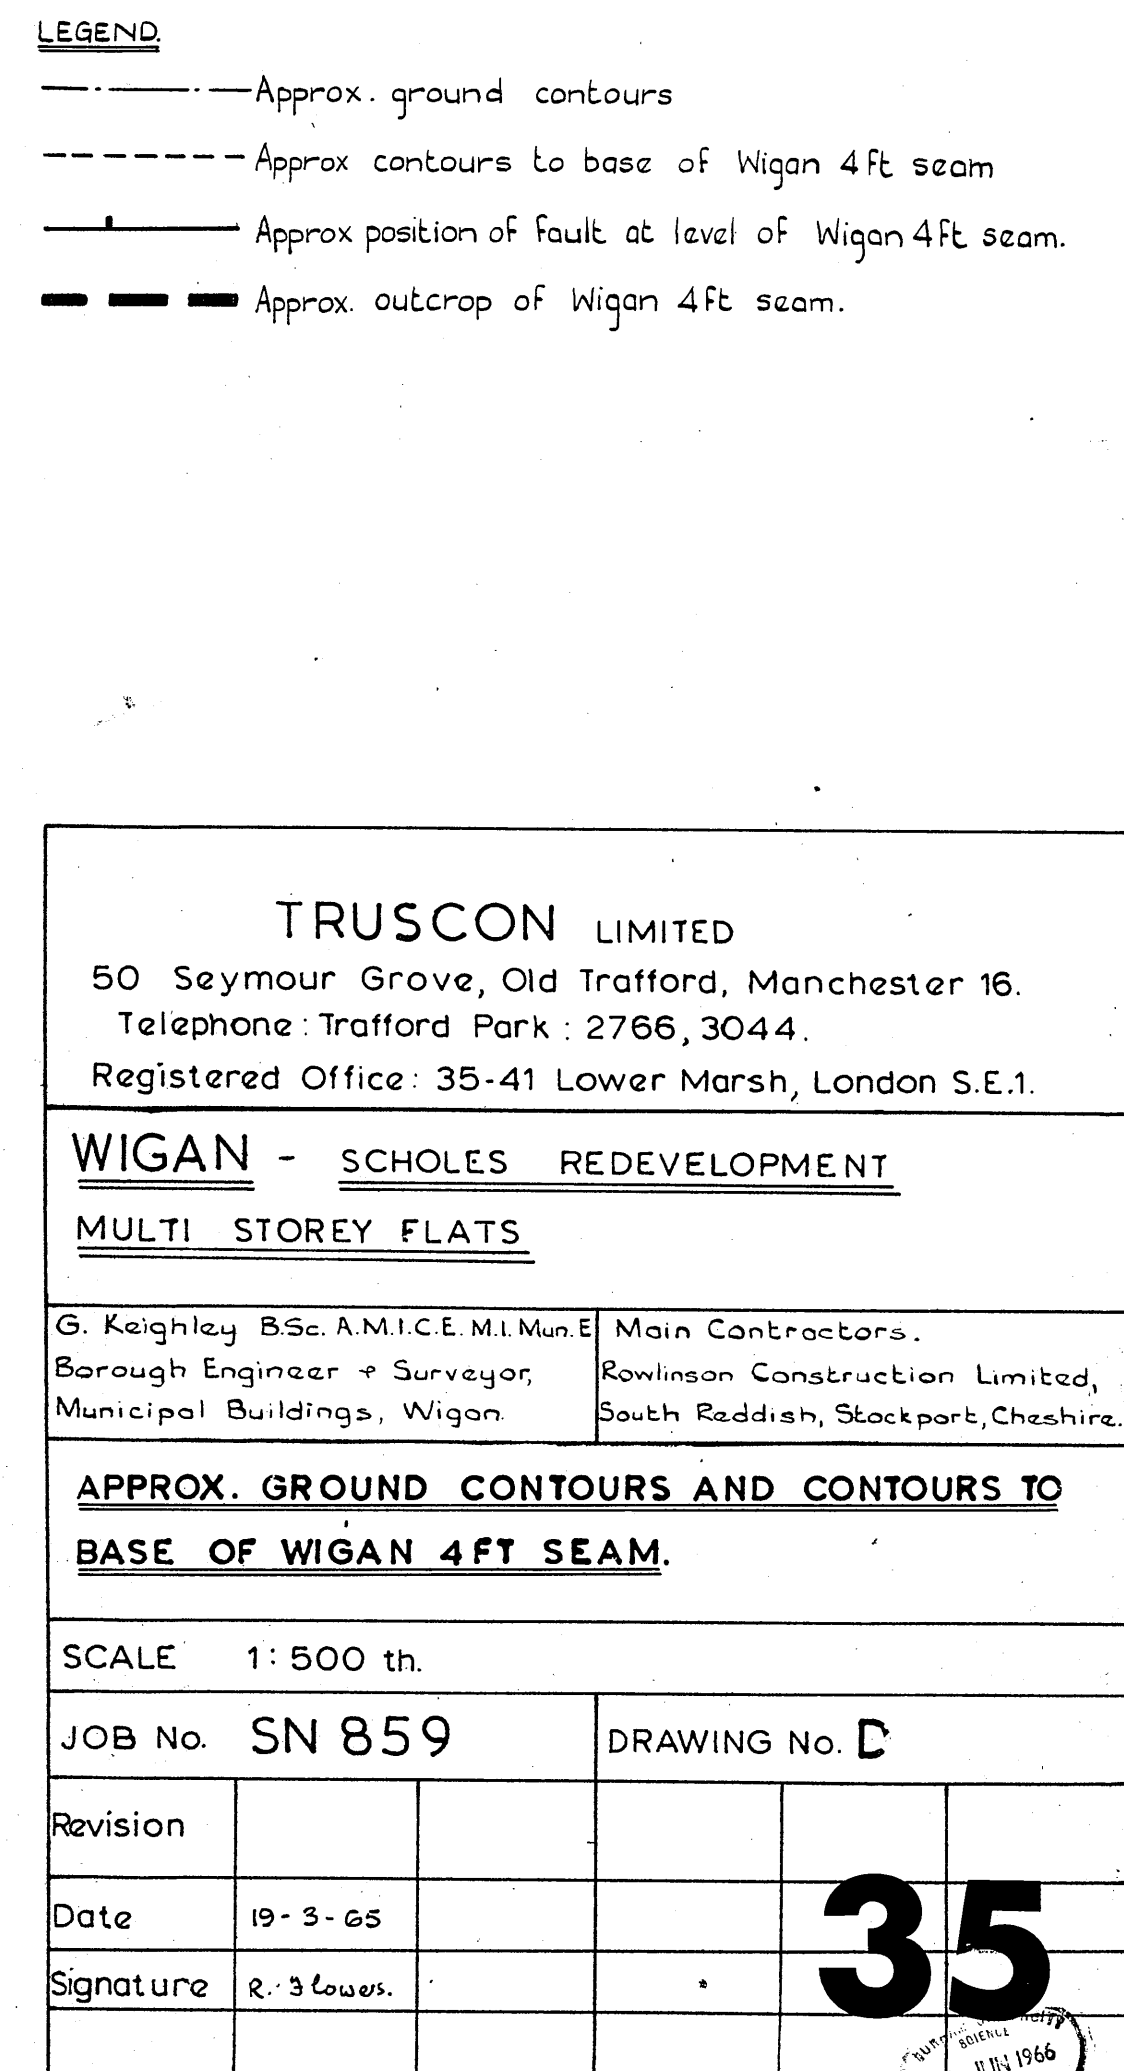 LEGEND.
Approx. ground contours
Approx contours to base of Wigan 4ft seam
Approx position of fault at level of Wigan 4ft seam.
Approx. outcrop of Wigan 4ft seam.
TRUSCON LIMITED
50 Seymour Grove, Old Trafford, Manchester 16.
Telephone : Trafford Park : 2766, 3044.
Registered Office: 35-41 Lower Marsh, London S.E.1.
WIGAN - SCHOLES REDEVELOPMENT
MULTI STOREY FLATS
G. Keighley B.Sc. A.M.I.C.E. M.I. Mun. E
Borough Engineer & Surveyor,
Municipal Buildings, Wigan.
Main Contractors.
Rowlinson Construction Limited,
South Reddish, Stockport, Cheshire.
APPROX. GROUND CONTOURS AND CONTOURS TO
BASE OF WIGAN 4FT SEAM.
SCALE 1: 500 th.
JOB No. SN 859
DRAWING No. D
Revision
Date 19-3-65
Signature R. Flowers.
35
SCIENCE
JUN 1966